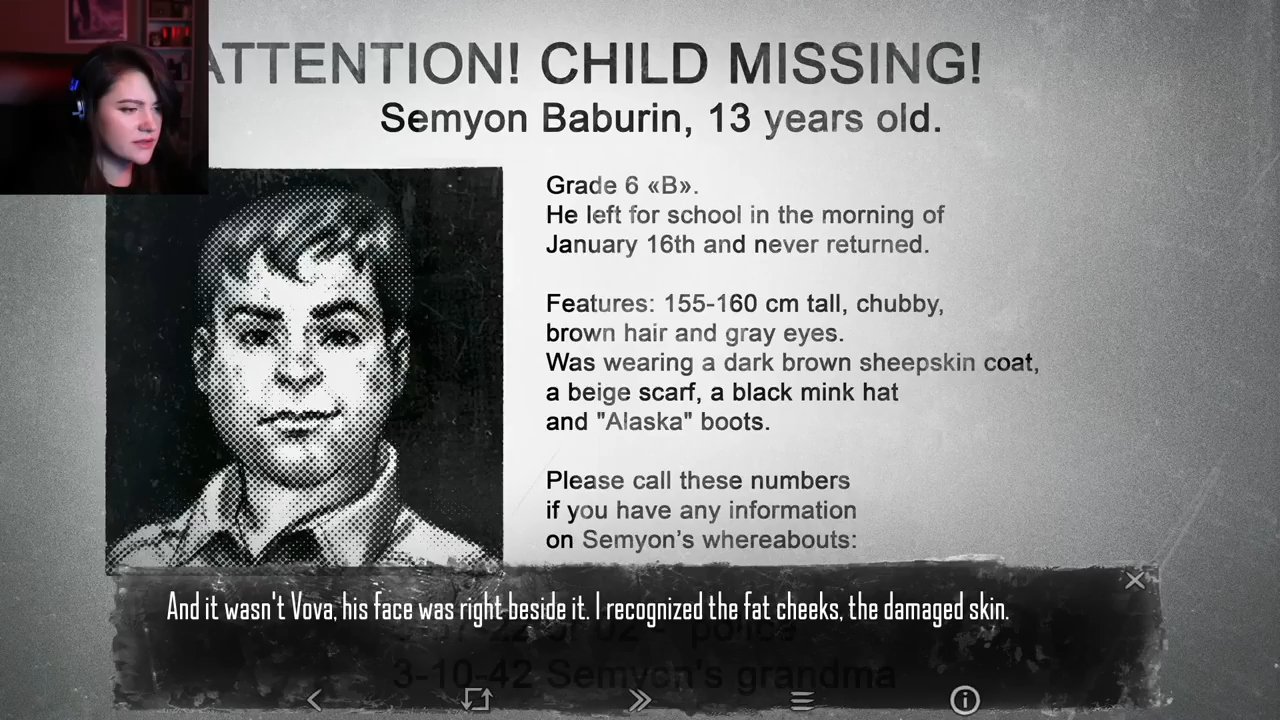 ATTENTION! CHILD MISSING!
Semyon Baburin, 13 years old.
Grade 6 «B».
He left for school in the morning of
January 16th and never returned.
Features: 155-160 cm tall, chubby,
brown hair and gray eyes.
Was wearing a dark brown sheepskin coat,
a beige scarf, a black mink hat
and "Alaska" boots.
Please call these numbers
if you have any information
on Semyon’s whereabouts:
And it wasn't Vova, his face was right beside it. I recognized the fat cheeks, the damaged skin.
police
3-10-42 Semyon's grandma